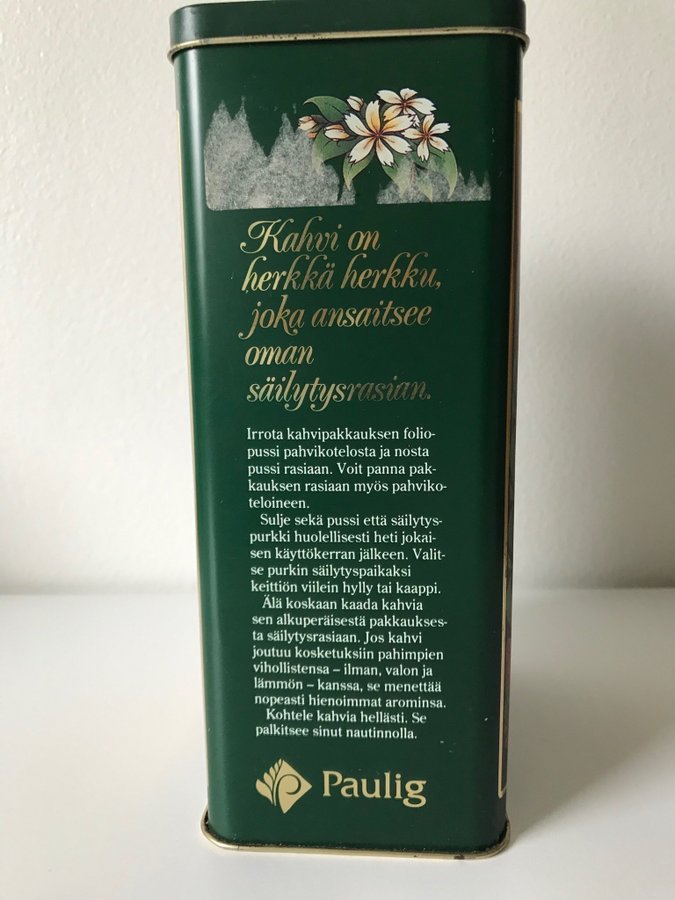 Kahvi on
herkkä herkku,
joka ansaitsee
oman
säilytysrasian.
Irrota kahvipakkauksen folio-
pussi pahvikotelosta ja nosta
pussi rasiaan. Voit panna pak-
kauksen rasiaan myös pahviko-
teloineen.
Sulje sekä pussi että säilytys-
purkki huolellisesti heti jokai-
sen käyttökerran jälkeen. Valit-
se purkin säilytyspaikaksi
keittiön viilein hylly tai kaappi.
Älä koskaan kaada kahvia
sen alkuperäisestä pakkaukses-
ta säilytysrasiaan. Jos kahvi
joutuu kosketuksiin pahimpien
vihollistensa – ilman, valon ja
lämmön – kanssa, se menettää
nopeasti hienoimmat arominsa.
Kohtele kahvia hellästi. Se
palkitsee sinut nautinnolla.
Paulig